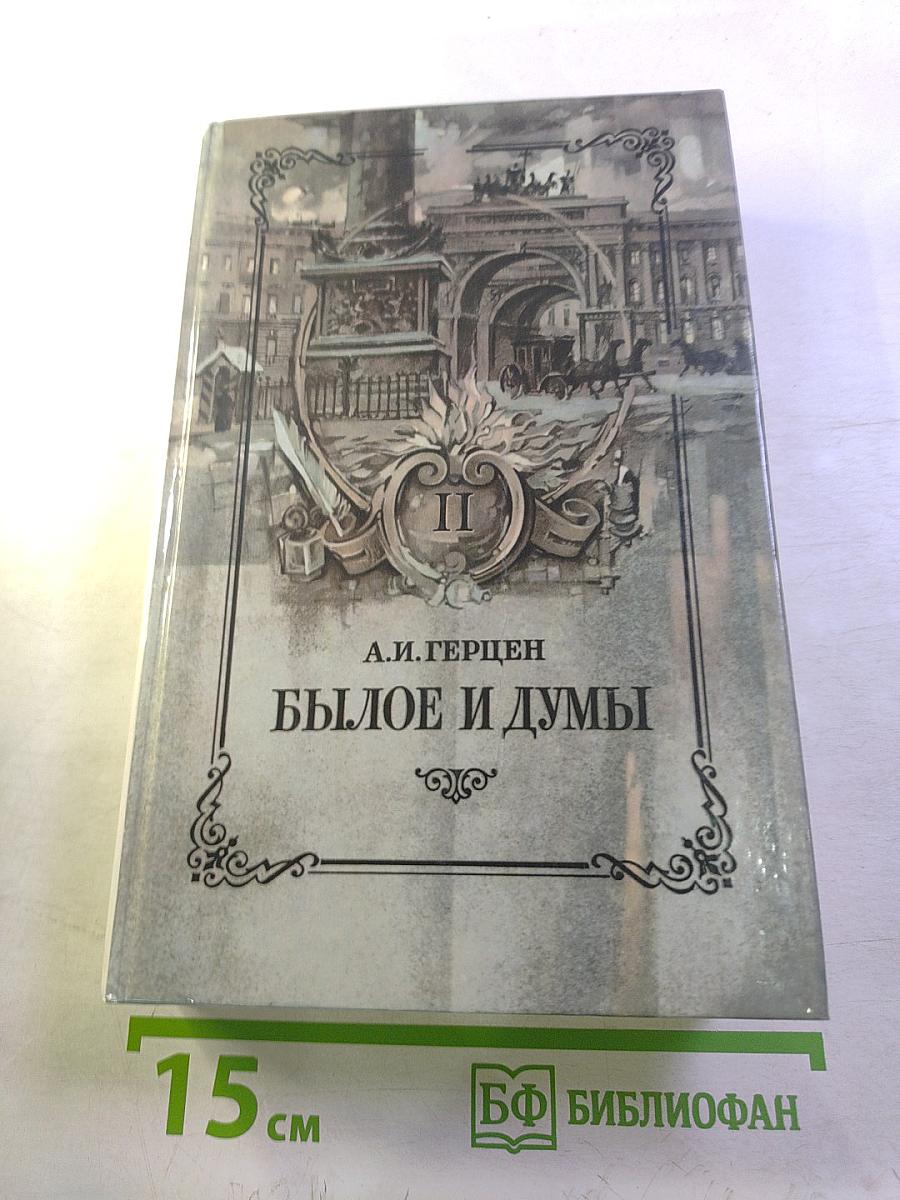 II
А.И.ГЕРЦЕН
БЫЛОЕ И ДУМЫ
15 см
БФ БИБЛИОФАН